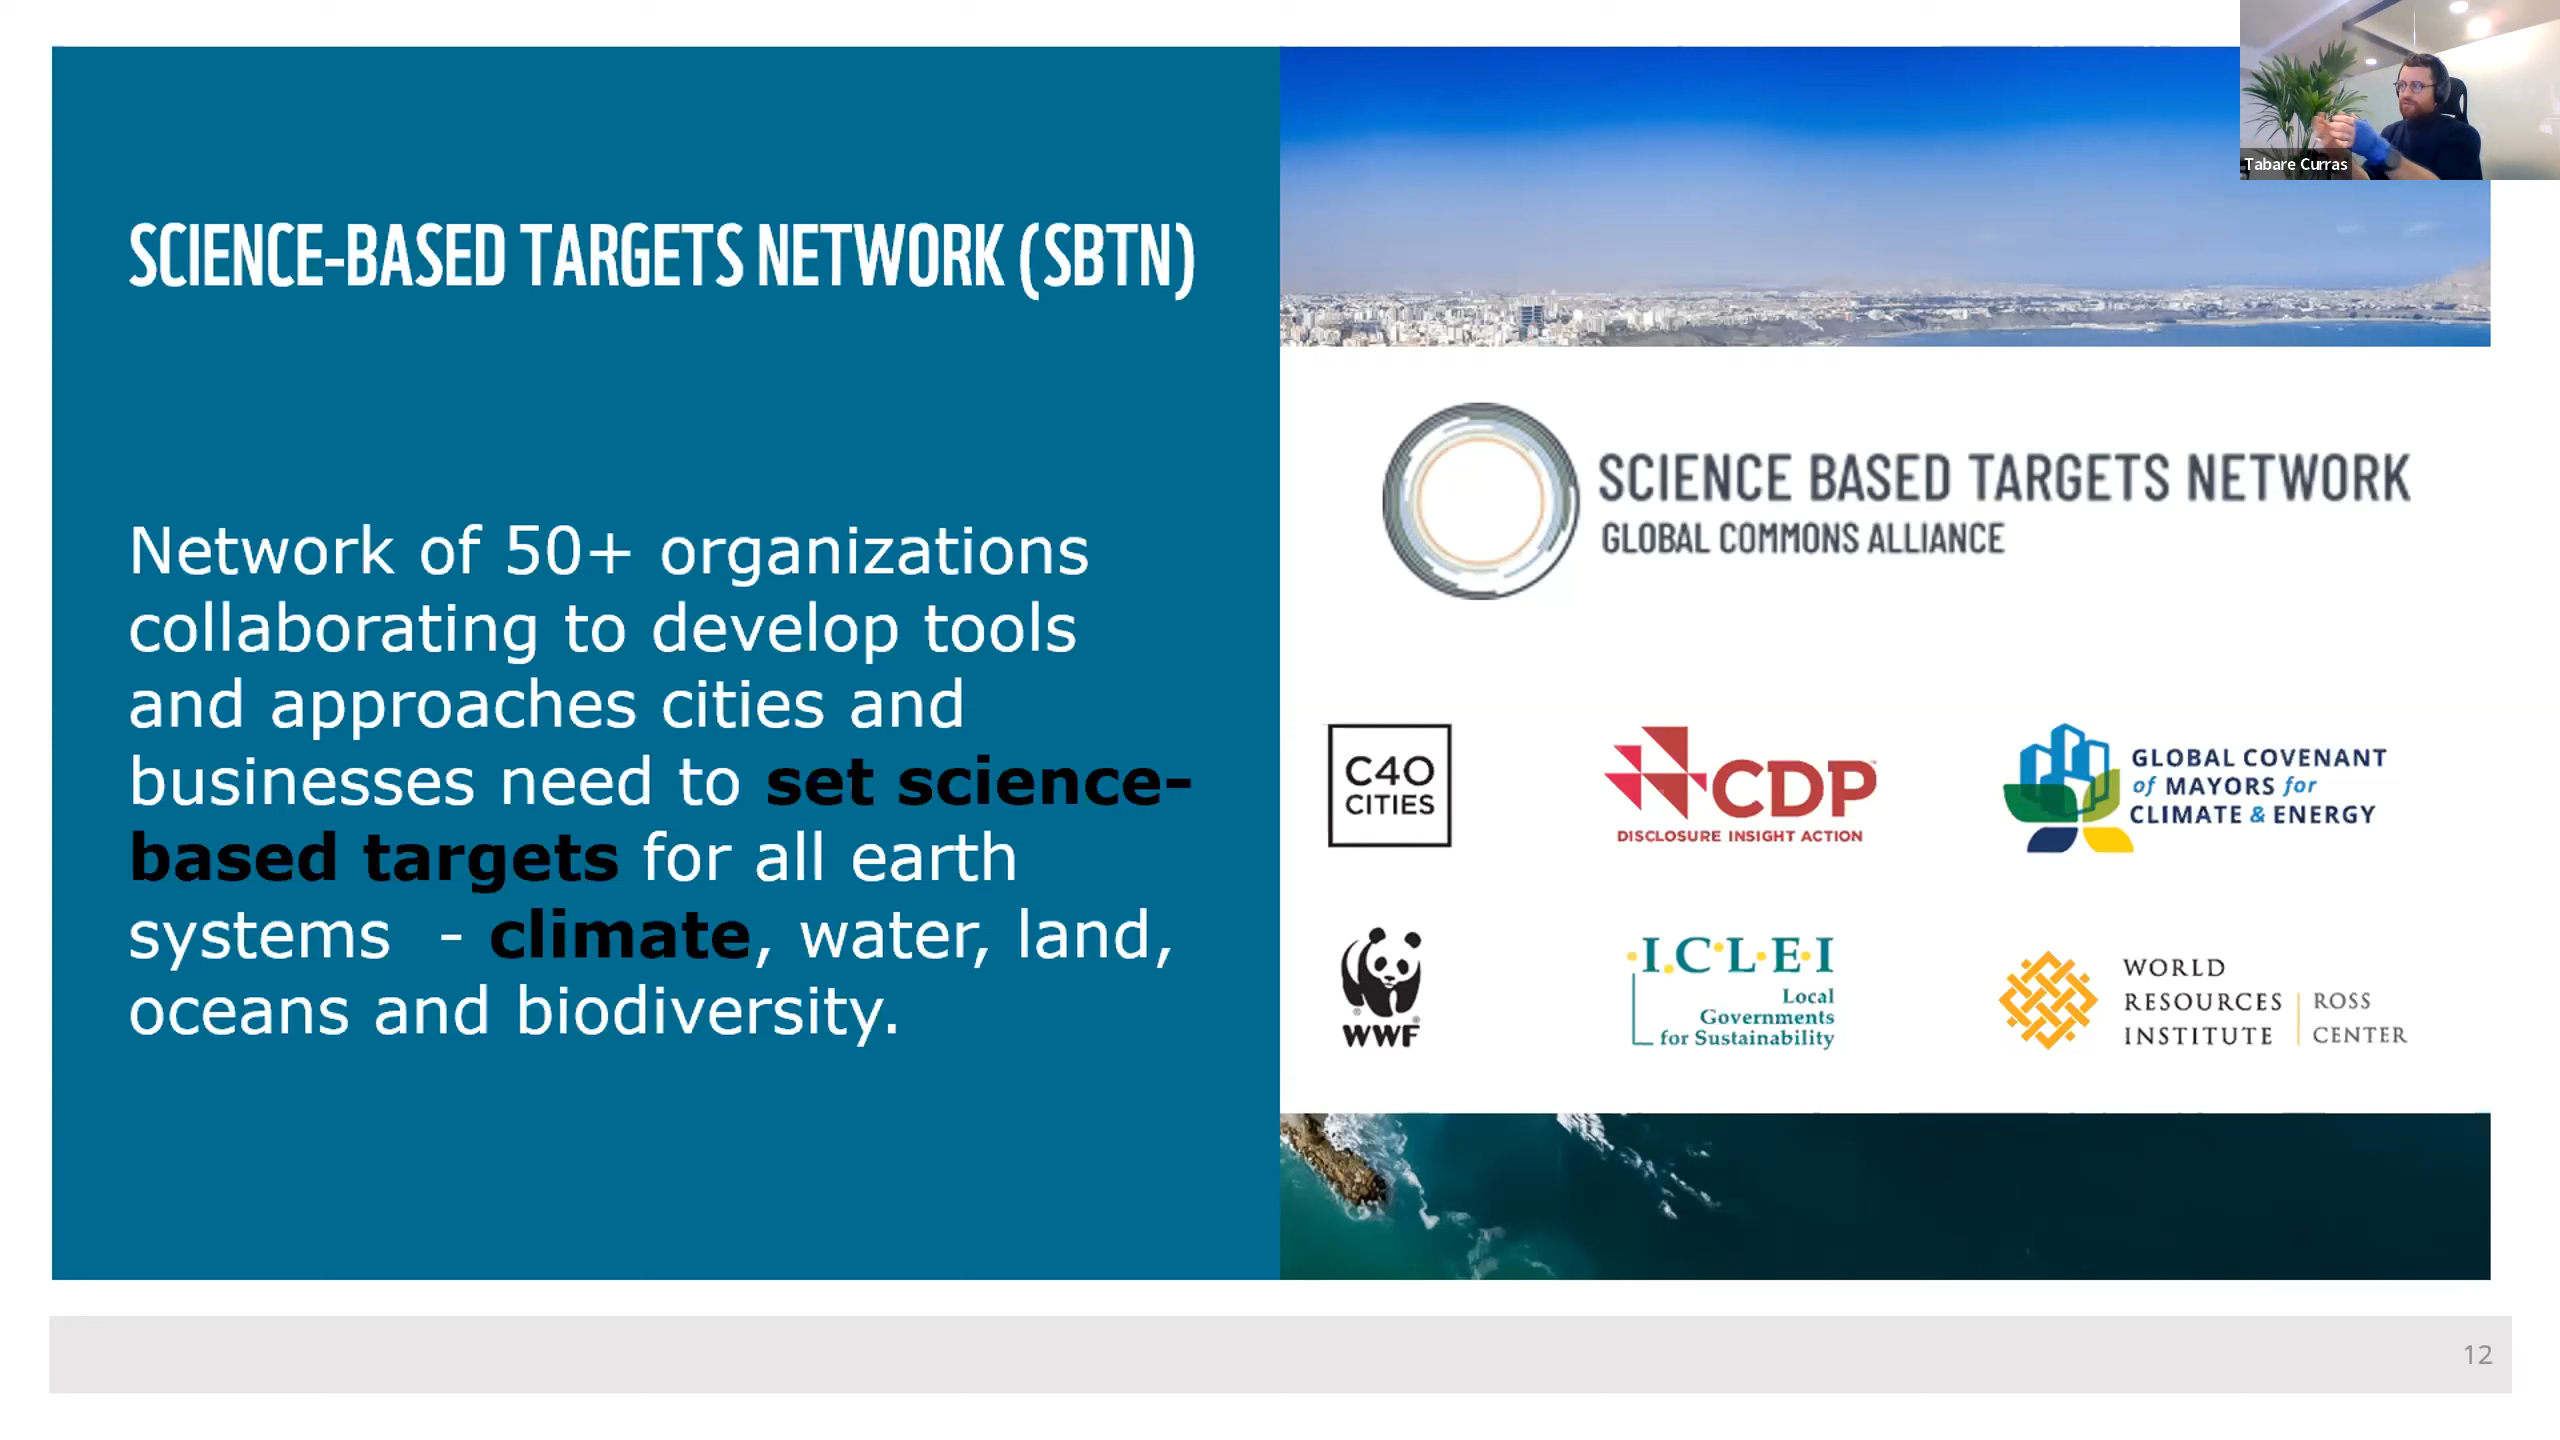 Tabare Curras
SCIENCE-BASED TARGETS NETWORK (SBTN)
Network of 50+ organizations
collaborating to develop tools
and approaches cities and
businesses need to set science-
based targets for all earth
systems  - climate, water, land,
oceans and biodiversity.
SCIENCE BASED TARGETS NETWORK
GLOBAL COMMONS ALLIANCE
C40
CITIES
CDP
DISCLOSURE INSIGHT ACTION
GLOBAL COVENANT
of MAYORS for
CLIMATE & ENERGY
WWF
I.C.L.E.I
Local
Governments
for Sustainability
WORLD
RESOURCES
INSTITUTE
ROSS
CENTER
12